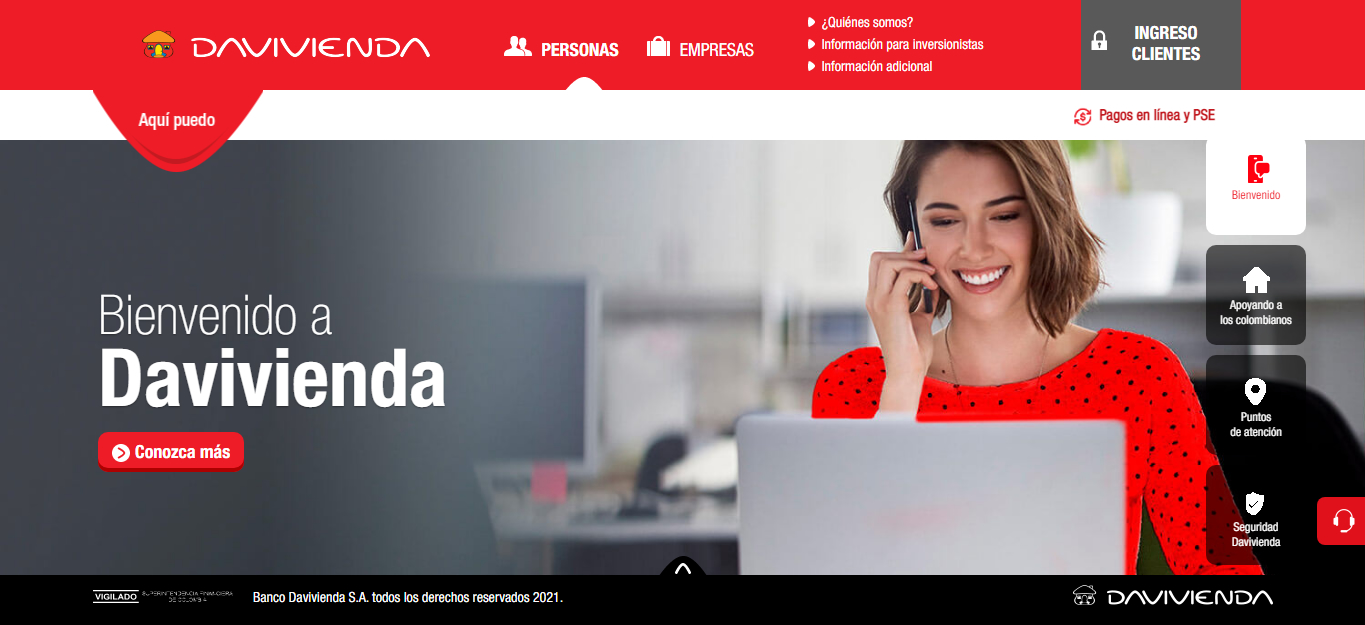 DAVIVIENDA
PERSONAS
EMPRESAS
¿Quiénes somos?
Información para inversionistas
Información adicional
INGRESO
CLIENTES
Aquí puedo
Pagos en línea y PSE
Bienvenido
Apoyando a
los colombianos
Puntos
de atención
Seguridad
Davivienda
Bienvenido a
Davivienda
Conozca más
VIGILADO
SUPERINTENDENCIA FINANCIERA
DE COLOMBIA
Banco Davivienda S.A. todos los derechos reservados 2021.
DAVIVIENDA